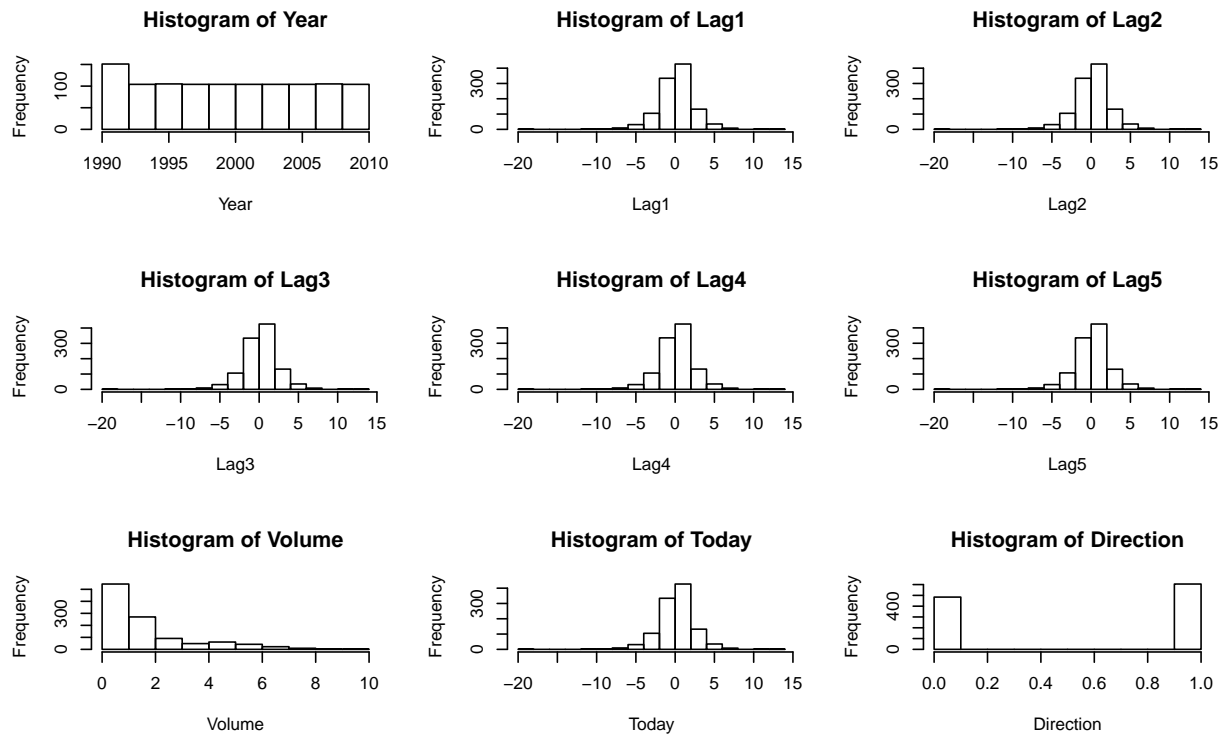 Histogram of Year
Frequency
0
100
1990 1995 2000 2005 2010
Year
Histogram of Lag1
Frequency
0
300
−20 −10 −5 0 5 10 15
Lag1
Histogram of Lag2
Frequency
0
300
−20 −10 −5 0 5 10 15
Lag2
Histogram of Lag3
Frequency
0
300
−20 −10 −5 0 5 10 15
Lag3
Histogram of Lag4
Frequency
0
300
−20 −10 −5 0 5 10 15
Lag4
Histogram of Lag5
Frequency
0
300
−20 −10 −5 0 5 10 15
Lag5
Histogram of Volume
Frequency
0
300
0 2 4 6 8 10
Volume
Histogram of Today
Frequency
0
300
−20 −10 −5 0 5 10 15
Today
Histogram of Direction
Frequency
0
400
0.0 0.2 0.4 0.6 0.8 1.0
Direction